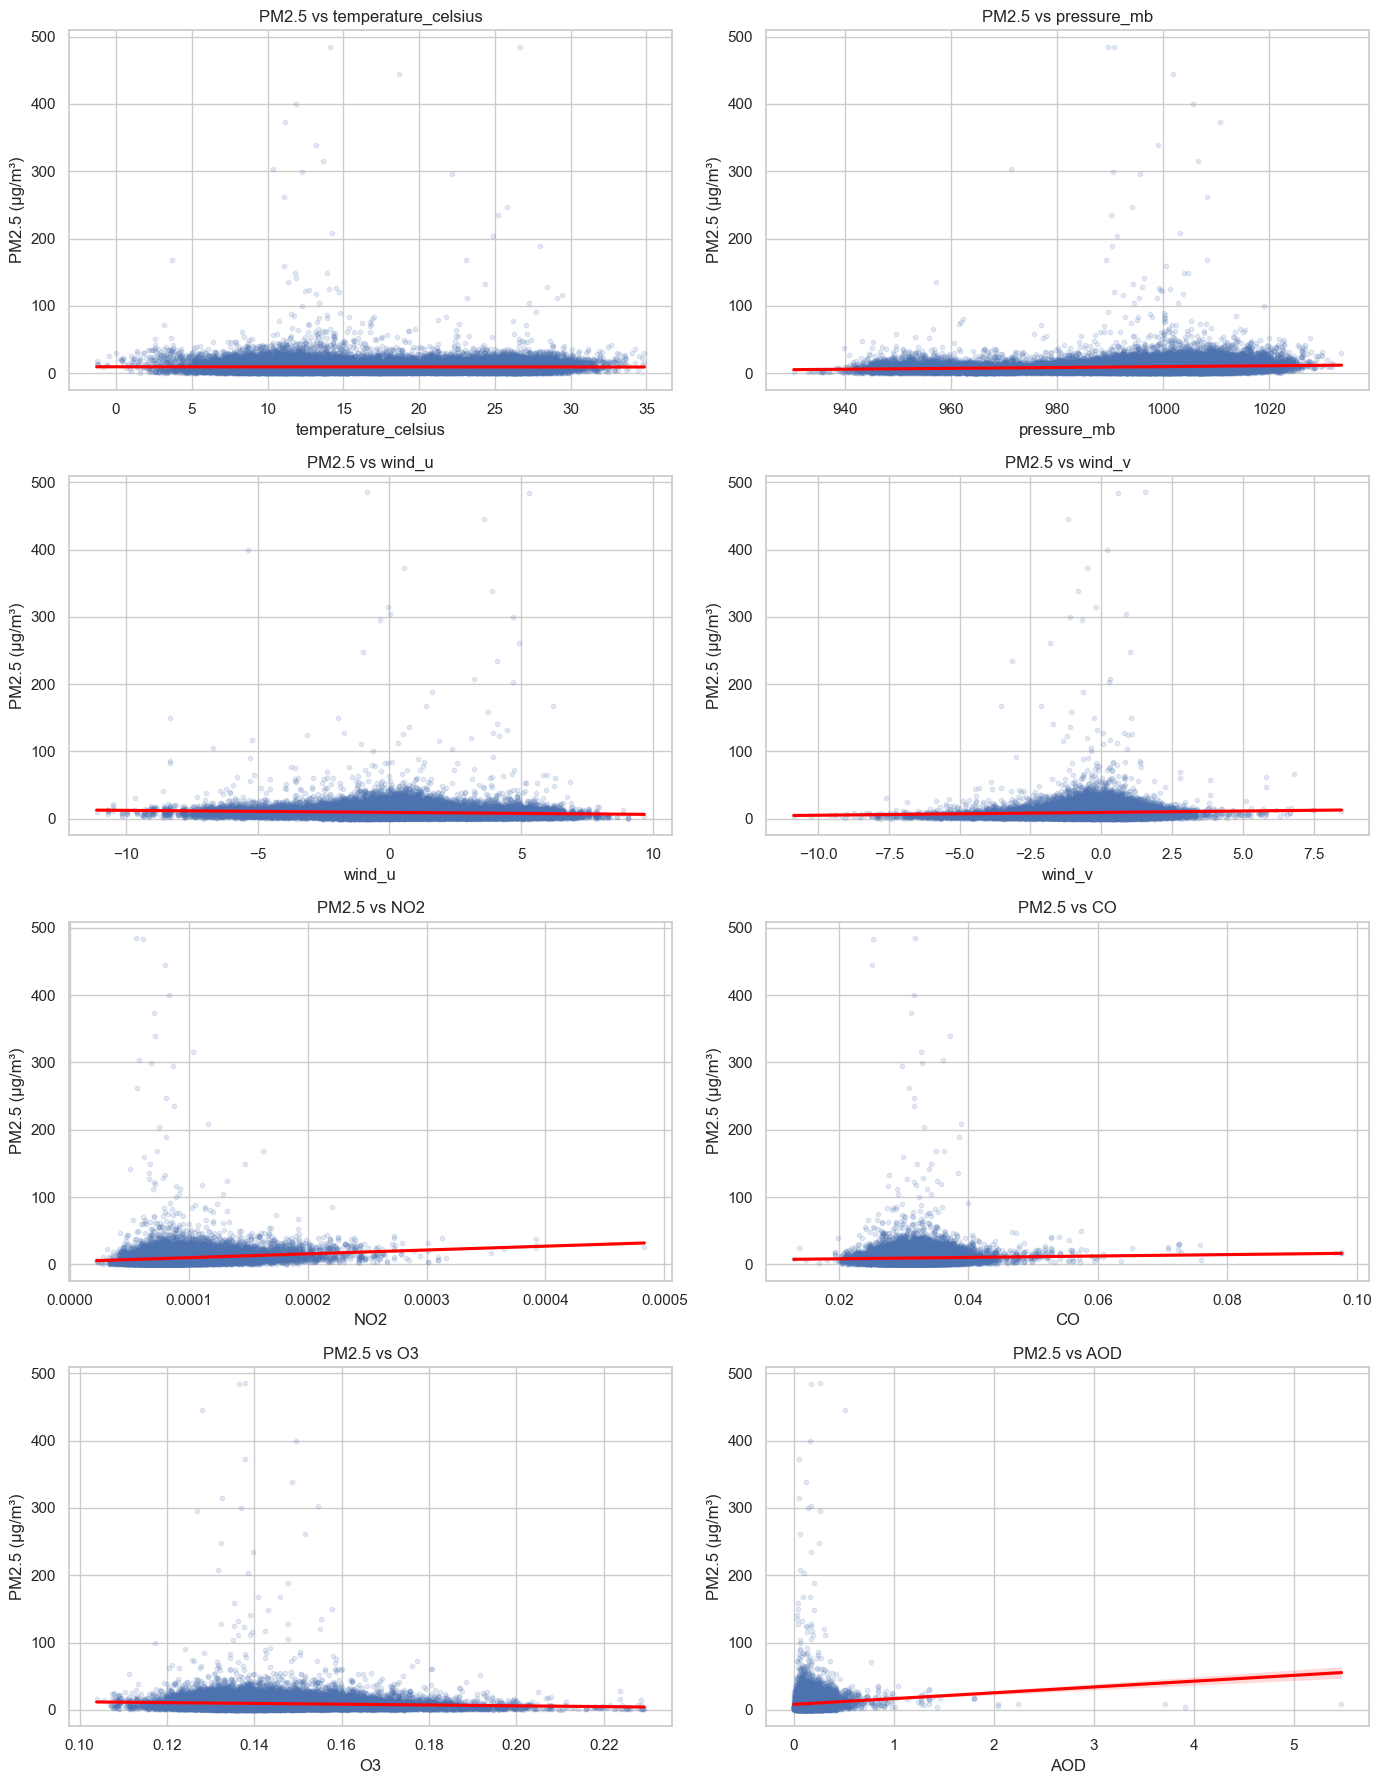 PM2.5 vs temperature_celsius
PM2.5 (µg/m³)
500
400
300
200
100
0
0 5 10 15 20 25 30 35
temperature_celsius
PM2.5 vs pressure_mb
PM2.5 (µg/m³)
500
400
300
200
100
0
940 960 980 1000 1020
pressure_mb
PM2.5 vs wind_u
PM2.5 (µg/m³)
500
400
300
200
100
0
−10 −5 0 5 10
wind_u
PM2.5 vs wind_v
PM2.5 (µg/m³)
500
400
300
200
100
0
−10.0 −7.5 −5.0 −2.5 0.0 2.5 5.0 7.5
wind_v
PM2.5 vs NO2
PM2.5 (µg/m³)
500
400
300
200
100
0
0.0000 0.0001 0.0002 0.0003 0.0004 0.0005
NO2
PM2.5 vs CO
PM2.5 (µg/m³)
500
400
300
200
100
0
0.02 0.04 0.06 0.08 0.10
CO
PM2.5 vs O3
PM2.5 (µg/m³)
500
400
300
200
100
0
0.10 0.12 0.14 0.16 0.18 0.20 0.22
O3
PM2.5 vs AOD
PM2.5 (µg/m³)
500
400
300
200
100
0
0 1 2 3 4 5
AOD